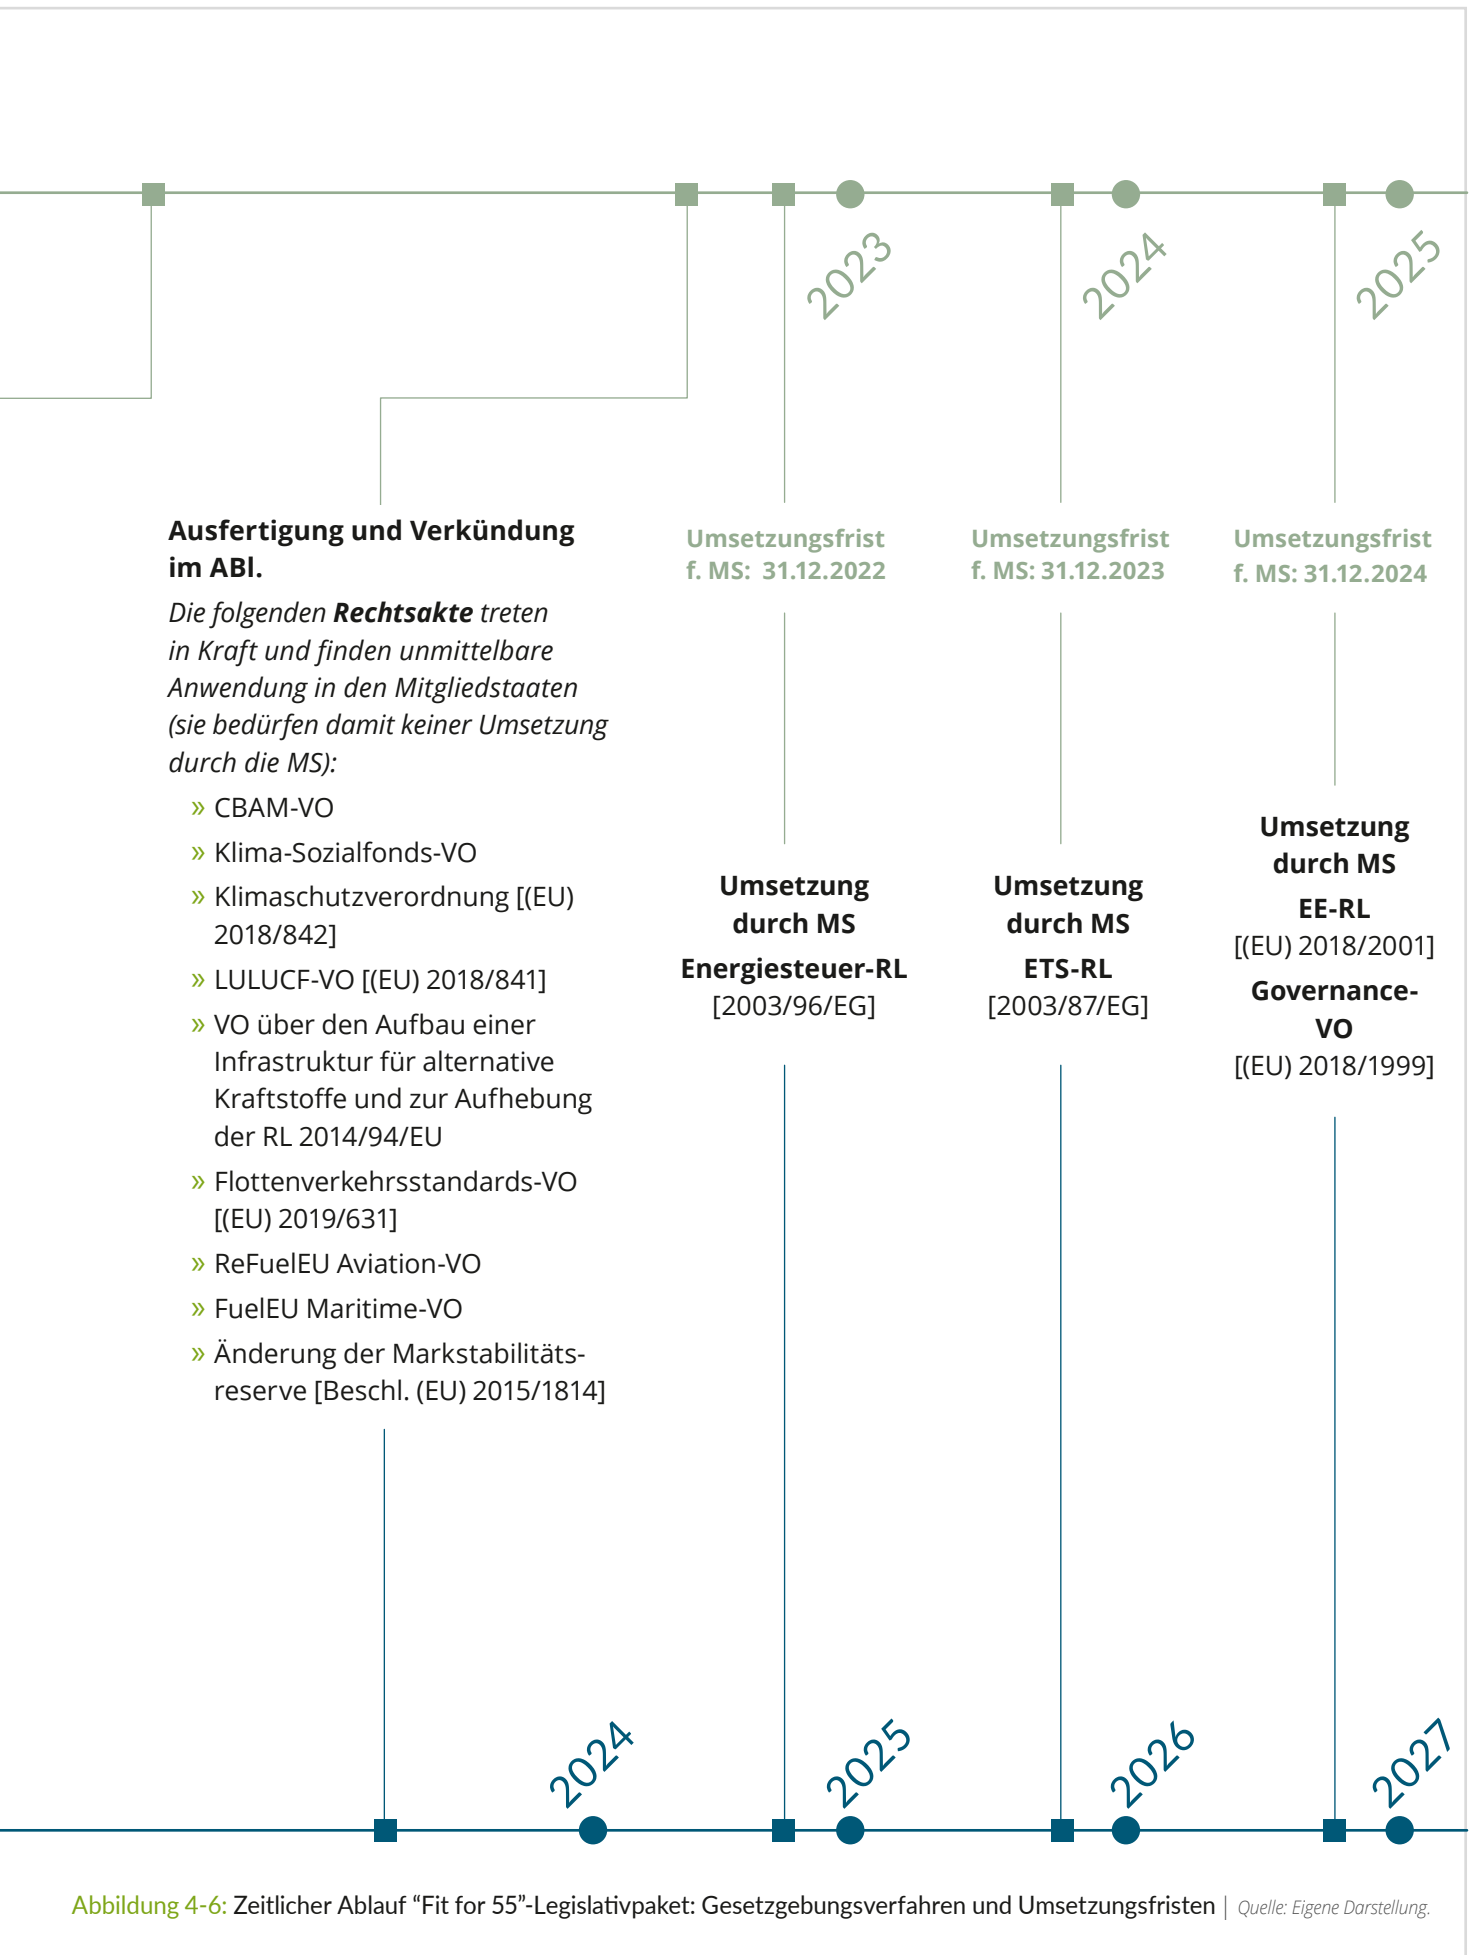 2023
2024
2025
Ausfertigung und Verkündung
im ABl.
Die folgenden Rechtsakte treten
in Kraft und finden unmittelbare
Anwendung in den Mitgliedstaaten
(sie bedürfen damit keiner Umsetzung
durch die MS):
» CBAM-VO
» Klima-Sozialfonds-VO
» Klimaschutzverordnung [(EU)
2018/842]
» LULUCF-VO [(EU) 2018/841]
» VO über den Aufbau einer
Infrastruktur für alternative
Kraftstoffe und zur Aufhebung
der RL 2014/94/EU
» Flottenverkehrsstandards-VO
[(EU) 2019/631]
» ReFuelEU Aviation-VO
» FuelEU Maritime-VO
» Änderung der Markstabilitäts-
reserve [Beschl. (EU) 2015/1814]
Umsetzungsfrist
f. MS: 31.12.2022
Umsetzung
durch MS
Energiesteuer-RL
[2003/96/EG]
Umsetzungsfrist
f. MS: 31.12.2023
Umsetzung
durch MS
ETS-RL
[2003/87/EG]
Umsetzungsfrist
f. MS: 31.12.2024
Umsetzung
durch MS
EE-RL
[(EU) 2018/2001]
Governance-
VO
[(EU) 2018/1999]
2024
2025
2026
2027
Abbildung 4-6: Zeitlicher Ablauf “Fit for 55”-Legislativpaket: Gesetzgebungsverfahren und Umsetzungsfristen | Quelle: Eigene Darstellung.